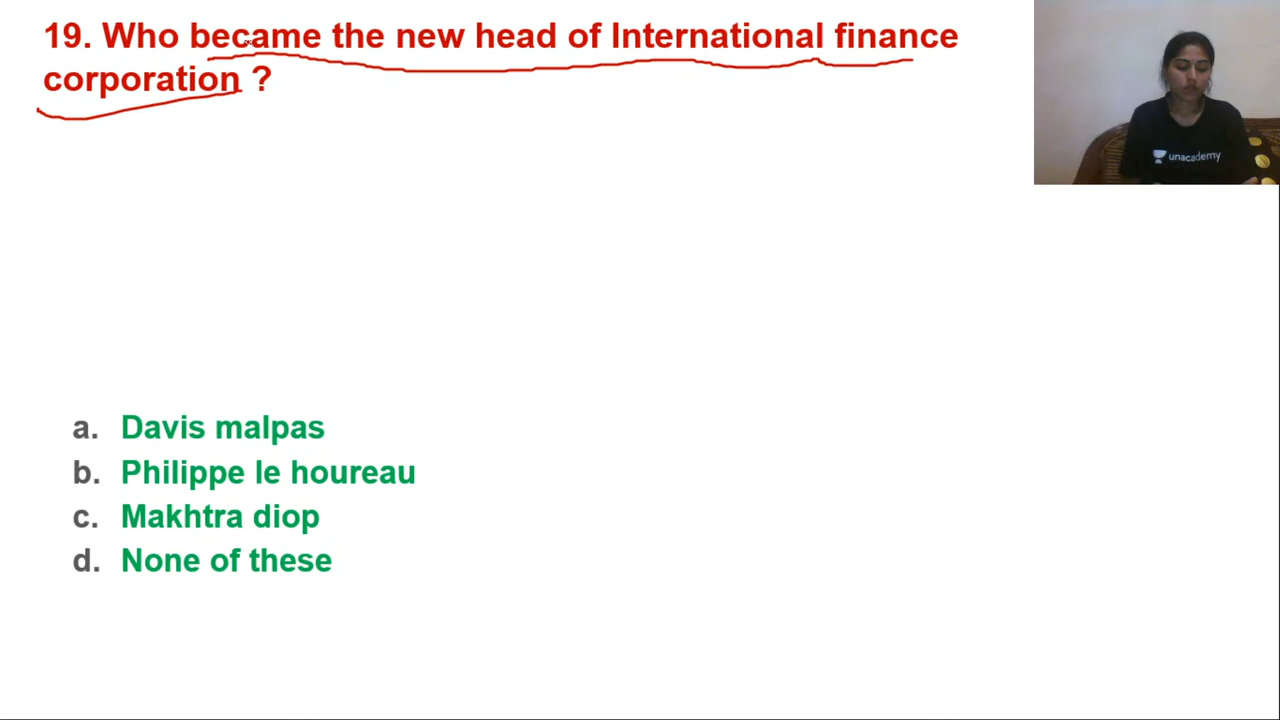 19. Who became the new head of International finance
corporation ?
unacademy
a. Davis malpas
b. Philippe le houreau
c. Makhtra diop
d. None of these